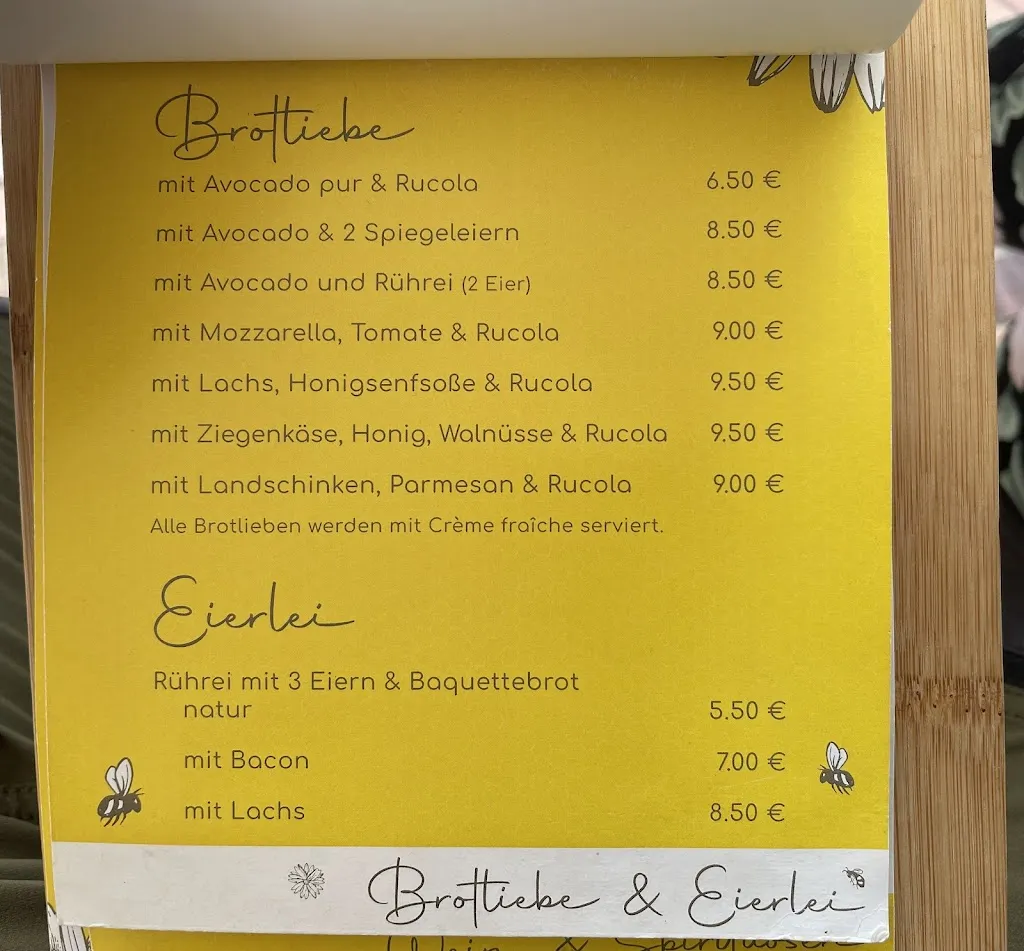 Brotliebe
mit Avocado pur & Rucola 6.50 €
mit Avocado & 2 Spiegeleiern 8.50 €
mit Avocado und Rührei (2 Eier) 8.50 €
mit Mozzarella, Tomate & Rucola 9.00 €
mit Lachs, Honigsenfsoße & Rucola 9.50 €
mit Ziegenkäse, Honig, Walnüsse & Rucola 9.50 €
mit Landschinken, Parmesan & Rucola 9.00 €
Alle Brotlieben werden mit Crème fraîche serviert.
Eierlei
Rührei mit 3 Eiern & Baquettebrot
natur 5.50 €
mit Bacon 7.00 €
mit Lachs 8.50 €
Brotliebe & Eierlei